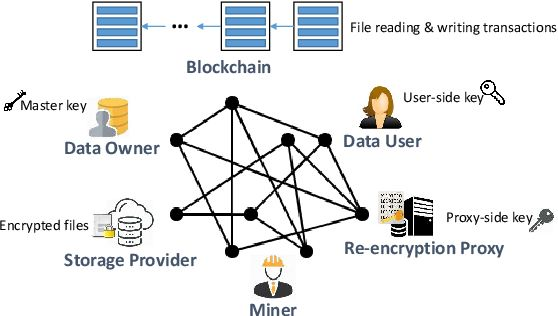 File reading & writing transactions
•••
Blockchain
Master key
User-side key
Data Owner
Data User
Encrypted files
Proxy-side key
Storage Provider
Re-encryption Proxy
Miner